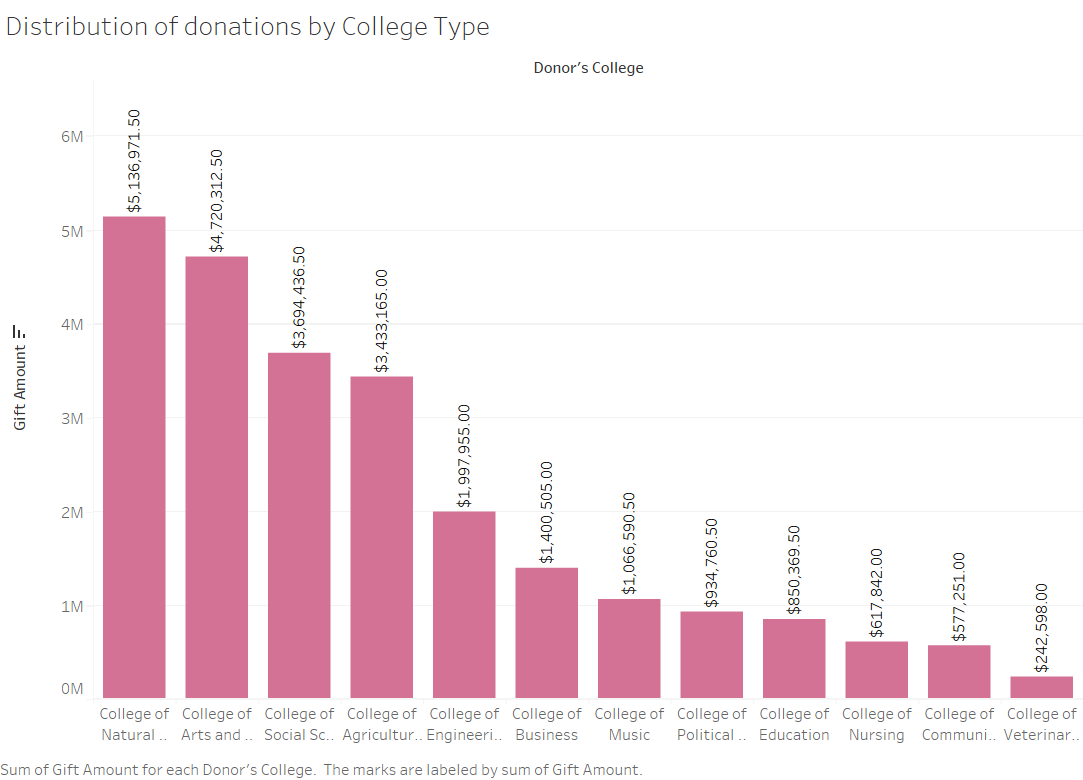 Distribution of donations by College Type
Donor's College
Gift Amount
6M
5M
4M
3M
2M
1M
0M
$5,136,971.50
$4,720,312.50
$3,694,436.50
$3,433,165.00
$1,997,955.00
$1,400,505.00
$1,066,590.50
$934,760.50
$850,369.50
$617,842.00
$577,251.00
$242,598.00
College of
Natural ..
College of
Arts and ..
College of
Social Sc..
College of
Agricultur..
College of
Engineeri..
College of
Business
College of
Music
College of
Political ..
College of
Education
College of
Nursing
College of
Communi..
College of
Veterinar..
Sum of Gift Amount for each Donor's College.  The marks are labeled by sum of Gift Amount.